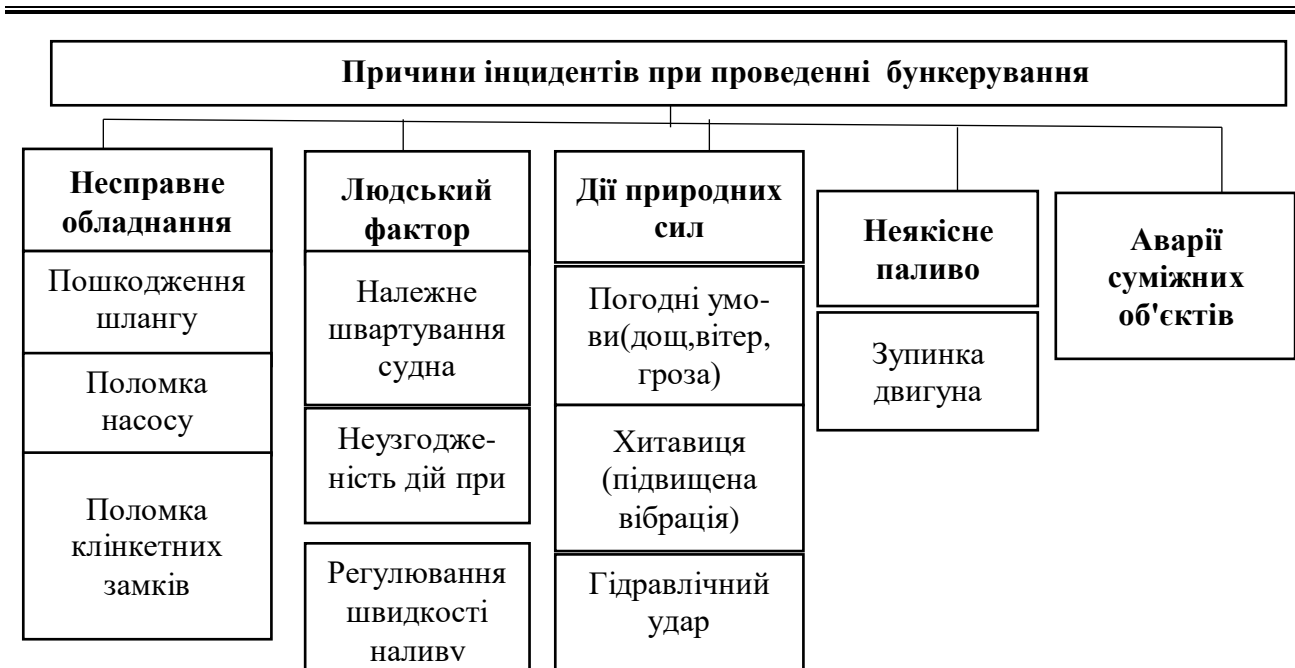 Причини інцидентів при проведенні бункерування
Несправне
обладнання
Пошкодження
шлангу
Поломка
насосу
Поломка
клінкетних
замків
Людський
фактор
Належне
швартування
судна
Неузгодже-
ність дій при
Регулювання
швидкості
наливу
Дії природних
сил
Погодні умо-
ви(дощ,вітер,
гроза)
Хитавиця
(підвищена
вібрація)
Гідравлічний
удар
Неякісне
паливо
Зупинка
двигуна
Аварії
суміжних
об'єктів